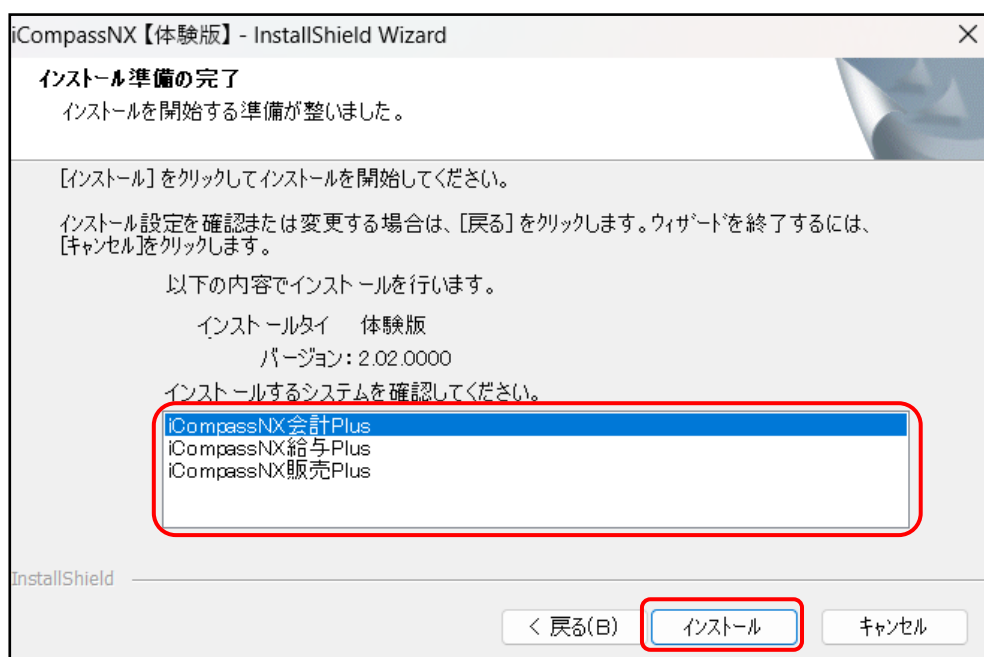 iCompassNX【体験版】 - InstallShield Wizard
インストール準備の完了
インストールを開始する準備が整いました。
[インストール] をクリックしてインストールを開始してください。
インストール設定を確認または変更する場合は、[戻る] をクリックします。ウィザードを終了するには、
[キャンセル]をクリックします。
以下の内容でインストールを行います。
インストールタイ 体験版
バージョン：2.02.0000
インストールするシステムを確認してください。
iCompassNX会計Plus
iCompassNX給与Plus
iCompassNX販売Plus
InstallShield
< 戻る(B)
インストール
キャンセル